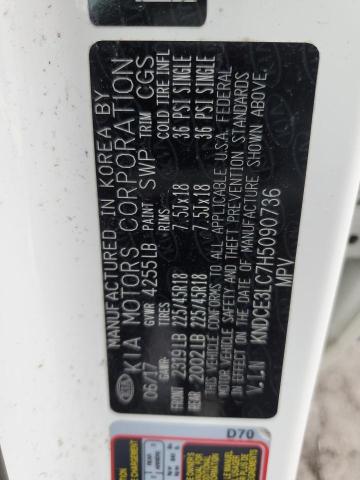 MANUFACTURED IN KOREA BY
KIA MOTORS CORPORATION
06/17 GVWR 4255LB PAINT SWP TRIM CGS
GAWR TIRES RIMS COLD TIRE INFL
FRONT 2319LB 225/45R18 7.5Jx18 36 PSI SINGLE
REAR 2002LB 225/45R18 7.5Jx18 36 PSI SINGLE
THIS VEHICLE CONFORMS TO ALL APPLICABLE U.S.A. FEDERAL
MOTOR VEHICLE SAFETY, THEFT PREVENTION STANDARDS
IN EFFECT ON THE DATE OF MANUFACTURE SHOWN ABOVE.
V.I.N KNDCE3LC7H5090736
MPV
D70